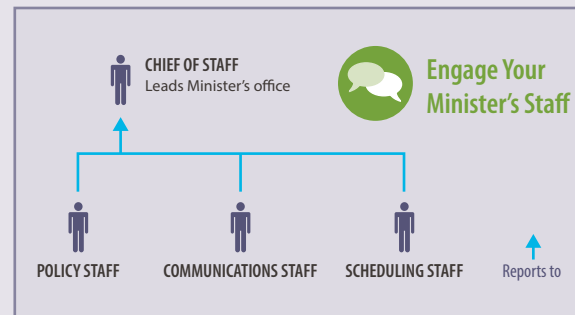 CHIEF OF STAFF
Leads Minister's office
Engage Your
Minister's Staff
POLICY STAFF
COMMUNICATIONS STAFF
SCHEDULING STAFF
Reports to